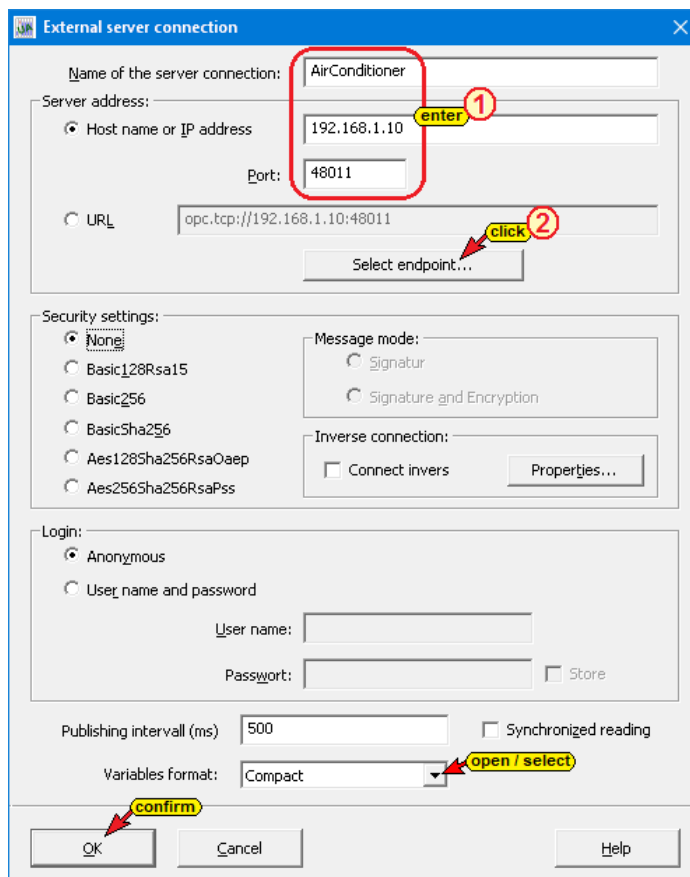 External server connection
Name of the server connection: AirConditioner
Server address:
Host name or IP address 192.168.1.10 enter 1
Port: 48011
URL opc.tcp://192.168.1.10:48011
click 2
Select endpoint...
Security settings:
None
Basic128Rsa15
Basic256
BasicSha256
Aes128Sha256RsaOaep
Aes256Sha256RsaPss
Message mode:
Signatur
Signature and Encryption
Inverse connection:
Connect invers Properties...
Login:
Anonymous
User name and password
User name:
Passwort: Store
Publishing intervall (ms) 500 Synchronized reading
open / select
Variables format: Compact
confirm
OK Cancel Help